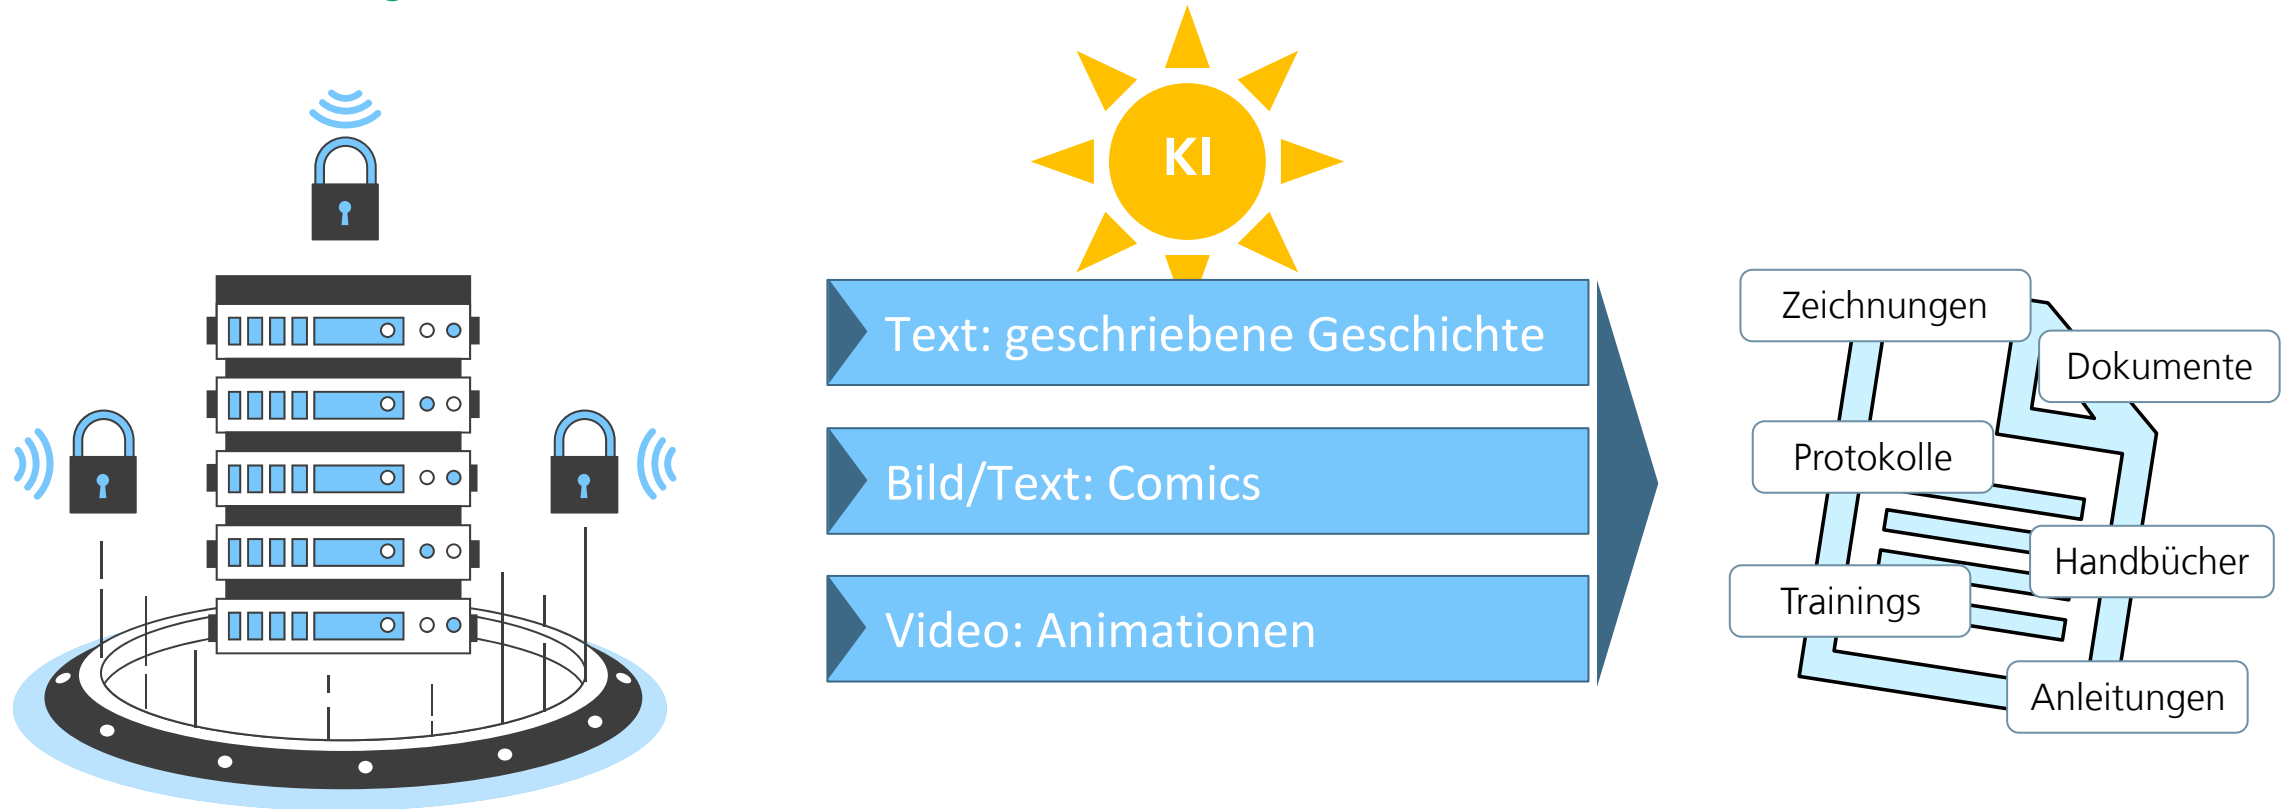 KI
Text: geschriebene Geschichte
Bild/Text: Comics
Video: Animationen
Zeichnungen
Dokumente
Protokolle
Handbücher
Trainings
Anleitungen